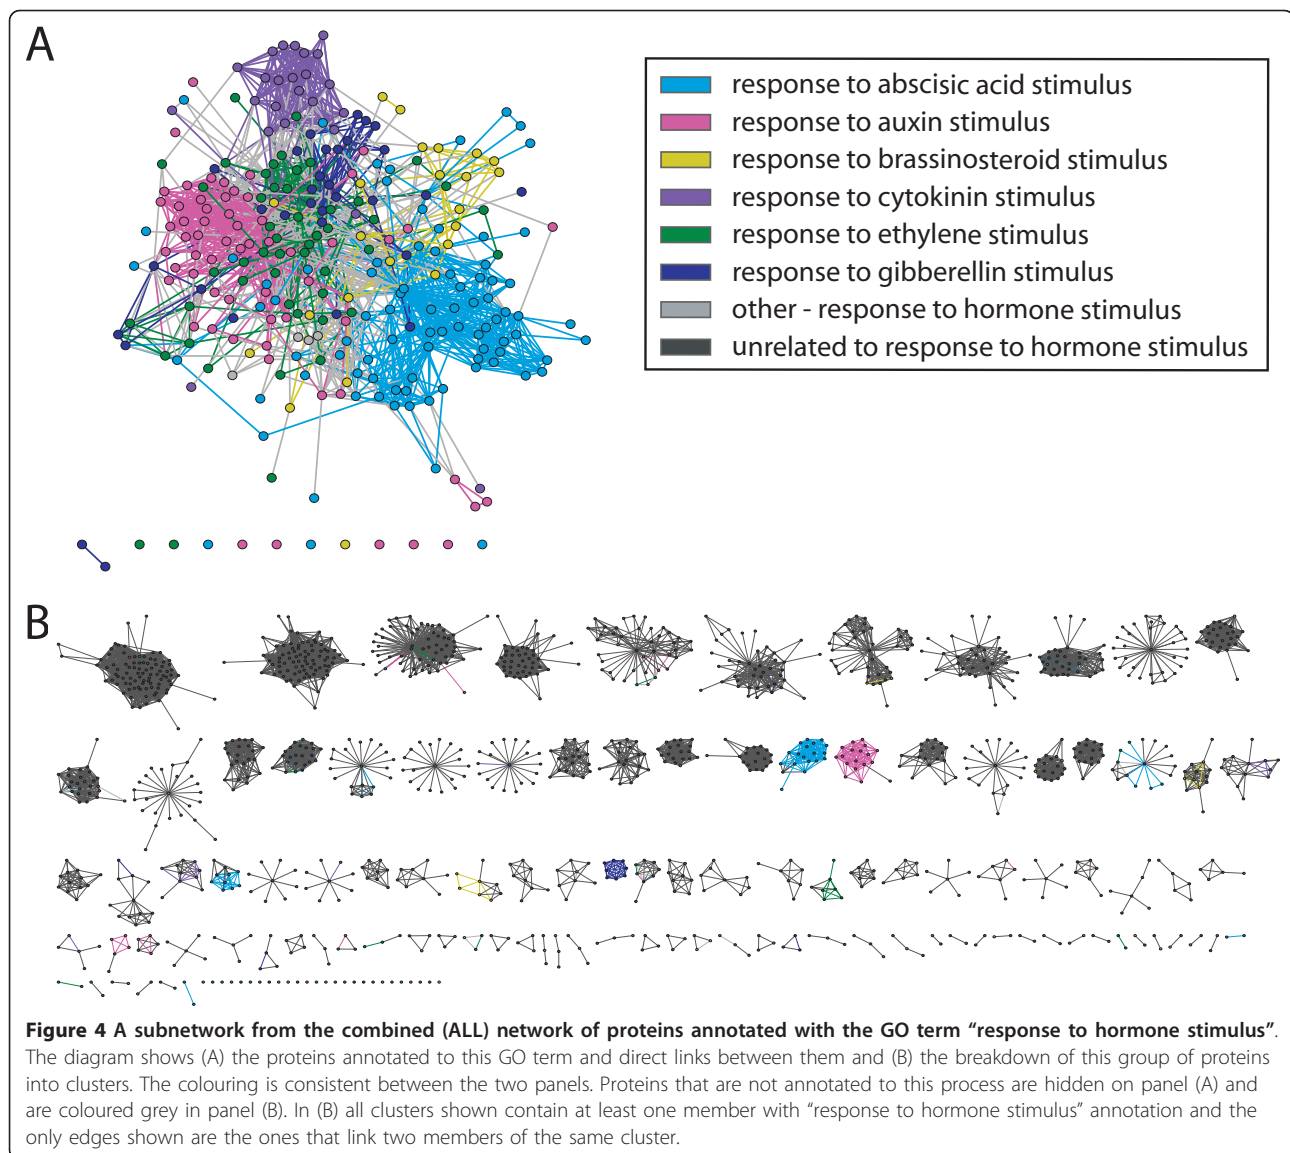 A
response to abscisic acid stimulus
response to auxin stimulus
response to brassinosteroid stimulus
response to cytokinin stimulus
response to ethylene stimulus
response to gibberellin stimulus
other - response to hormone stimulus
unrelated to response to hormone stimulus
B
Figure 4 A subnetwork from the combined (ALL) network of proteins annotated with the GO term “response to hormone stimulus”.
The diagram shows (A) the proteins annotated to this GO term and direct links between them and (B) the breakdown of this group of proteins
into clusters. The colouring is consistent between the two panels. Proteins that are not annotated to this process are hidden on panel (A) and
are coloured grey in panel (B). In (B) all clusters shown contain at least one member with “response to hormone stimulus” annotation and the
only edges shown are the ones that link two members of the same cluster.